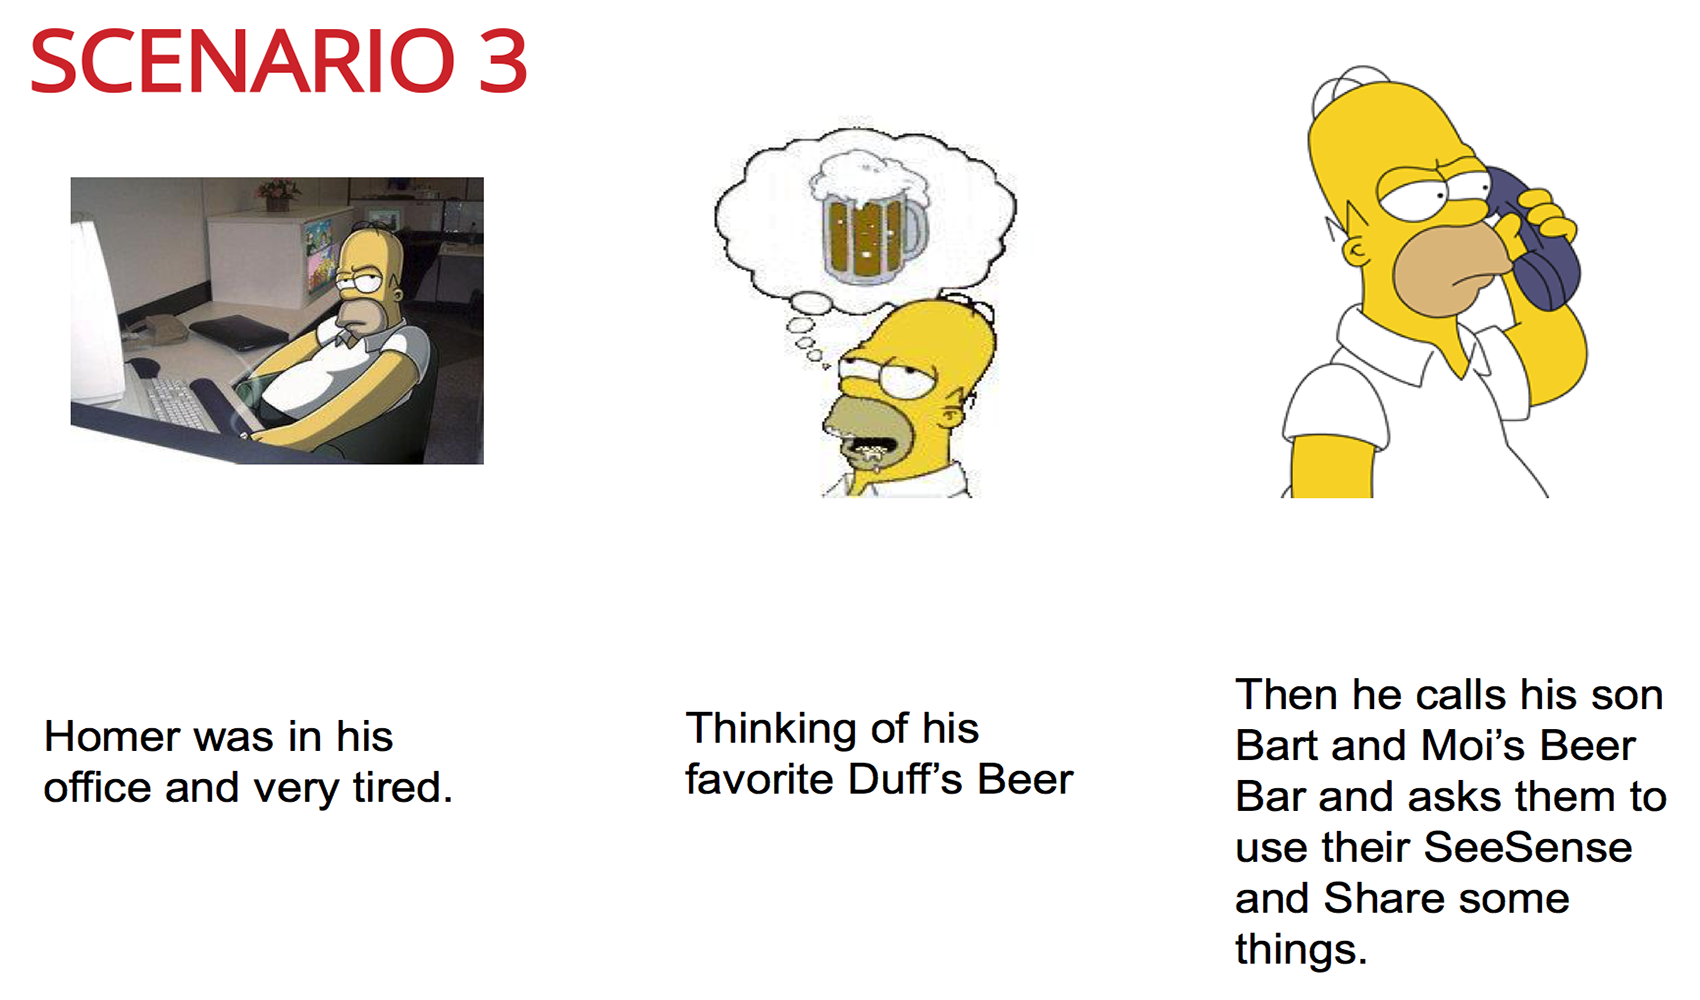 SCENARIO 3
Homer was in his
office and very tired.
Thinking of his
favorite Duff’s Beer
Then he calls his son
Bart and Moi’s Beer
Bar and asks them to
use their SeeSense
and Share some
things.